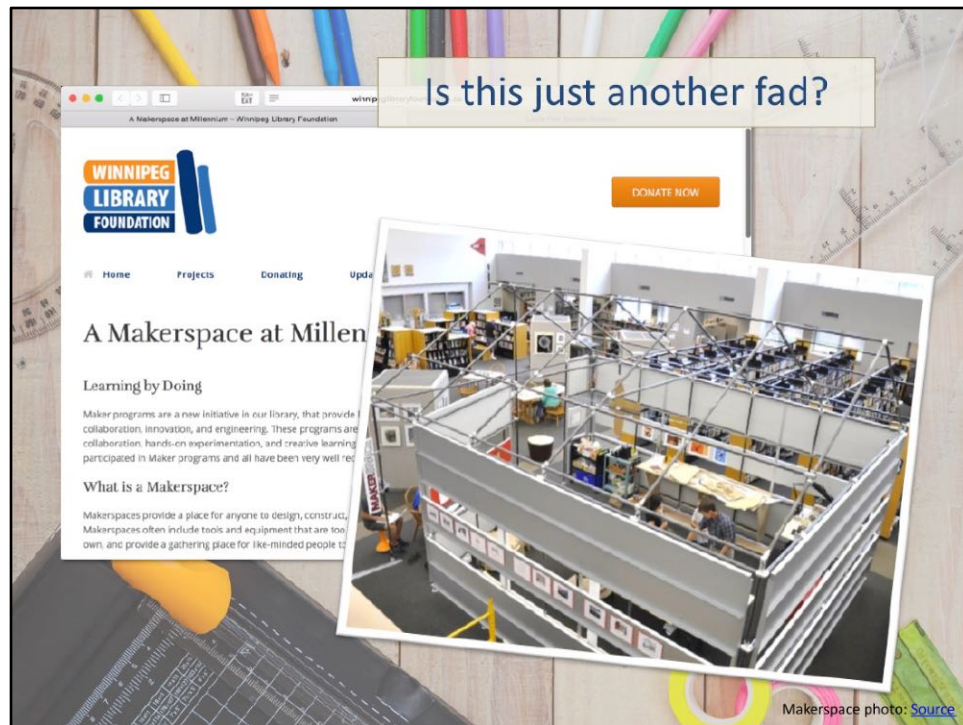 Is this just another fad?
A Makerspace at Millennium – Winnipeg Library Foundation
WINNIPEG
LIBRARY
FOUNDATION
DONATE NOW
Home Projects Donating Upda
A Makerspace at Millen
Learning by Doing
Maker programs are a new initiative in our library, that provide
collaboration, innovation, and engineering. These programs are
collaboration, hands-on experimentation, and creative learning
participated in Maker programs and all have been very well rec
What is a Makerspace?
Makerspaces provide a place for anyone to design, construct,
Makerspaces often include tools and equipment that are too
own, and provide a gathering place for like-minded people to
MAKER
Makerspace photo: Source